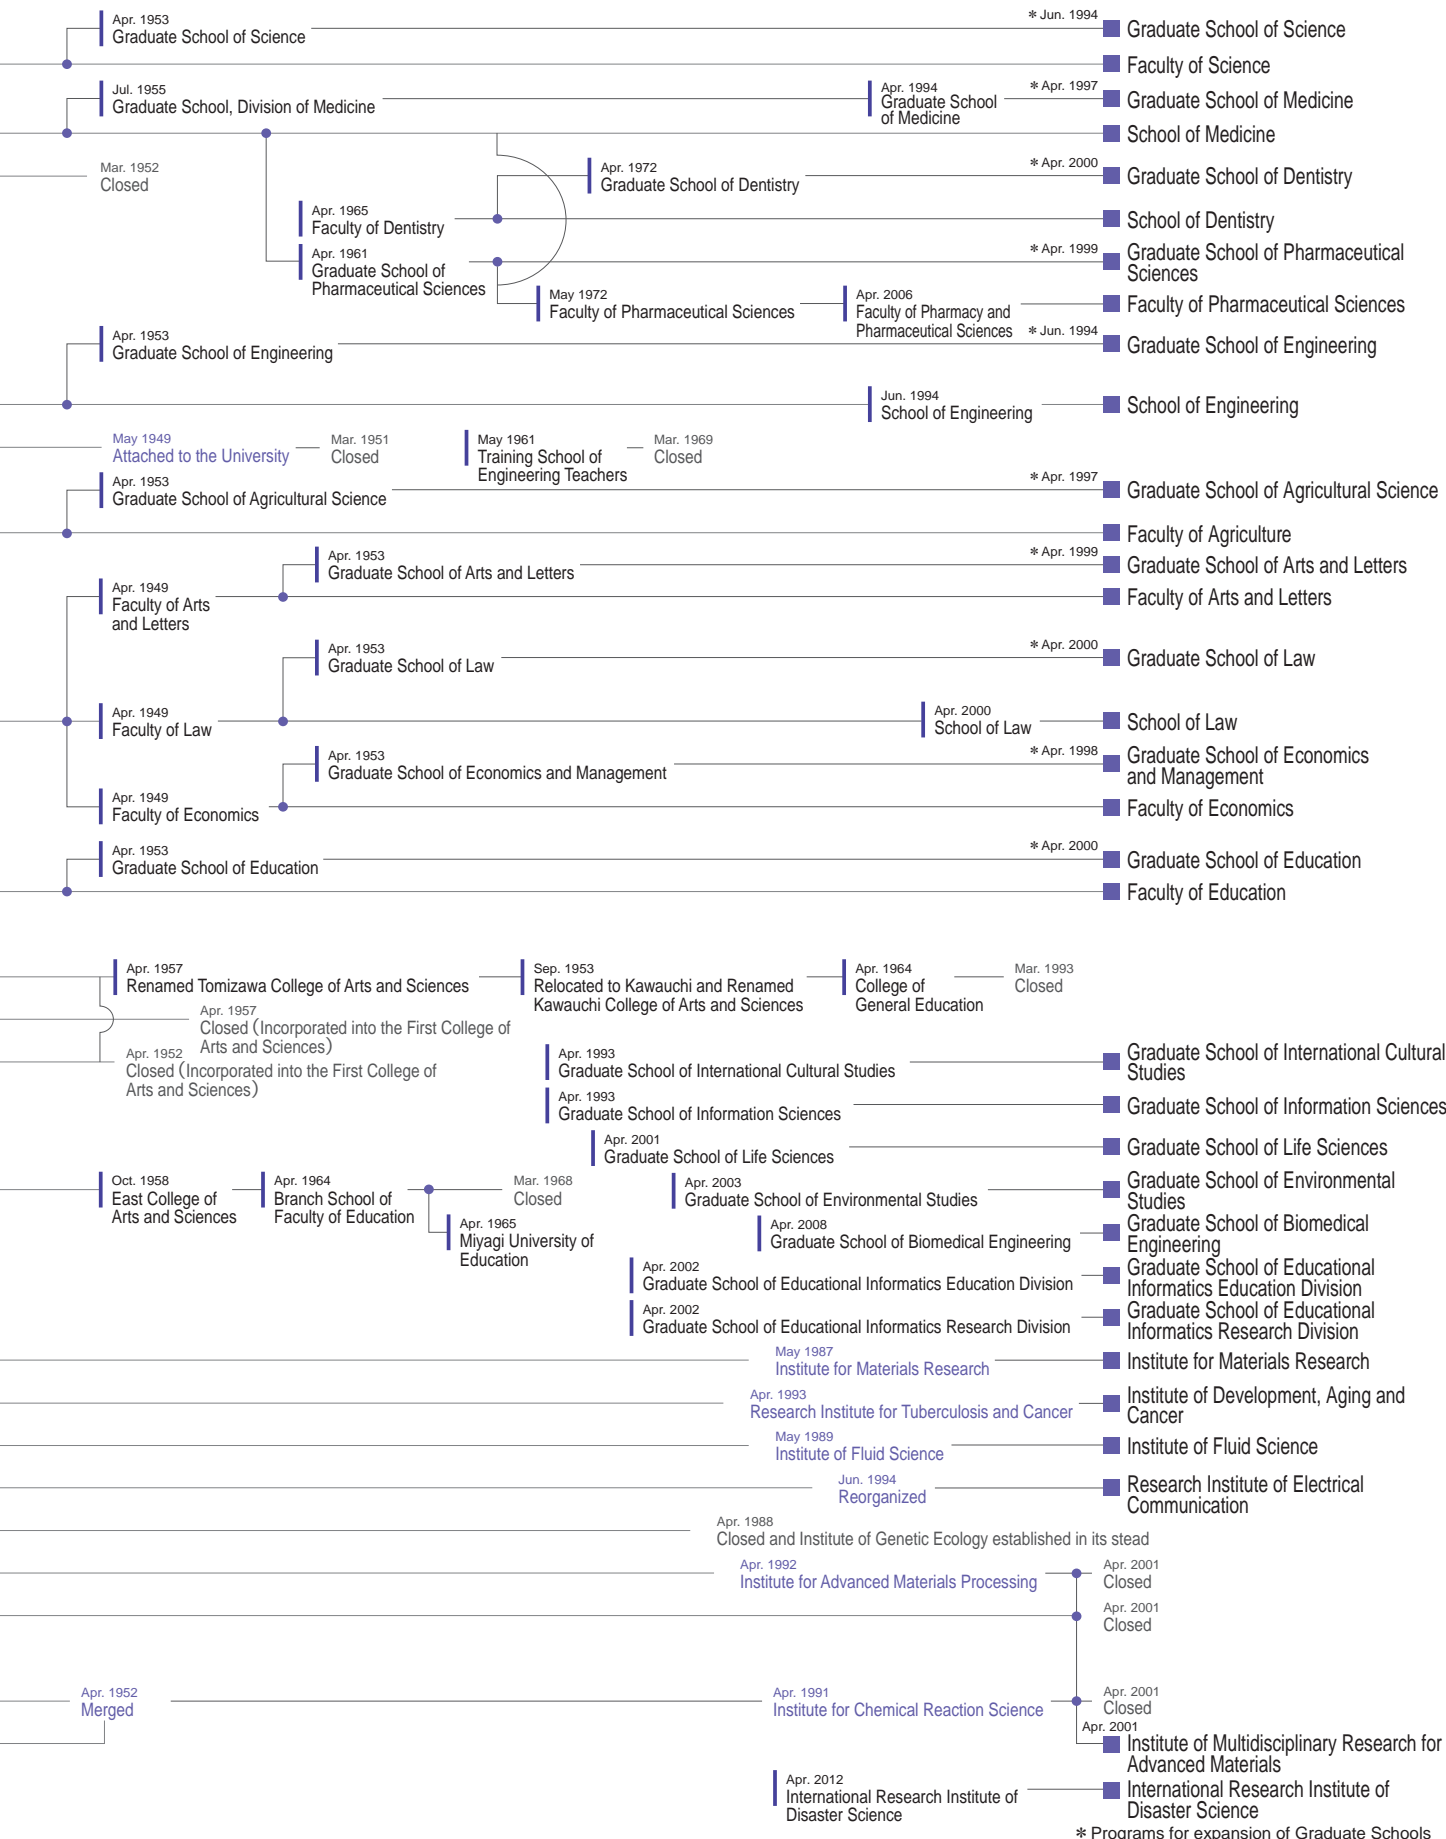 Apr. 1953
Graduate School of Science
* Jun. 1994
Graduate School of Science
Faculty of Science
Jul. 1955
Graduate School, Division of Medicine
Apr. 1994
Graduate School
of Medicine
* Apr. 1997
Graduate School of Medicine
School of Medicine
Mar. 1952
Closed
Apr. 1972
Graduate School of Dentistry
* Apr. 2000
Graduate School of Dentistry
Apr. 1965
Faculty of Dentistry
School of Dentistry
Apr. 1961
Graduate School of
Pharmaceutical Sciences
* Apr. 1999
Graduate School of Pharmaceutical
Sciences
May 1972
Faculty of Pharmaceutical Sciences
Apr. 2006
Faculty of Pharmacy and
Pharmaceutical Sciences
Faculty of Pharmaceutical Sciences
Apr. 1953
Graduate School of Engineering
* Jun. 1994
Graduate School of Engineering
Jun. 1994
School of Engineering
School of Engineering
May 1949
Attached to the University
Mar. 1951
Closed
May 1961
Training School of
Engineering Teachers
Mar. 1969
Closed
Apr. 1953
Graduate School of Agricultural Science
* Apr. 1997
Graduate School of Agricultural Science
Faculty of Agriculture
Apr. 1953
Graduate School of Arts and Letters
* Apr. 1999
Graduate School of Arts and Letters
Apr. 1949
Faculty of Arts
and Letters
Faculty of Arts and Letters
Apr. 1953
Graduate School of Law
* Apr. 2000
Graduate School of Law
Apr. 1949
Faculty of Law
Apr. 2000
School of Law
School of Law
Apr. 1953
Graduate School of Economics and Management
* Apr. 1998
Graduate School of Economics
and Management
Apr. 1949
Faculty of Economics
Faculty of Economics
Apr. 1953
Graduate School of Education
* Apr. 2000
Graduate School of Education
Faculty of Education
Apr. 1957
Renamed Tomizawa College of Arts and Sciences
Sep. 1953
Relocated to Kawauchi and Renamed
Kawauchi College of Arts and Sciences
Apr. 1964
College of
General Education
Mar. 1993
Closed
Apr. 1957
Closed (Incorporated into the First College of
Arts and Sciences)
Apr. 1952
Closed (Incorporated into the First College of
Arts and Sciences)
Apr. 1993
Graduate School of International Cultural Studies
Graduate School of International Cultural
Studies
Apr. 1993
Graduate School of Information Sciences
Graduate School of Information Sciences
Apr. 2001
Graduate School of Life Sciences
Graduate School of Life Sciences
Oct. 1958
East College of
Arts and Sciences
Apr. 1964
Branch School of
Faculty of Education
Mar. 1968
Closed
Apr. 2003
Graduate School of Environmental Studies
Graduate School of Environmental
Studies
Apr. 1965
Miyagi University of
Education
Apr. 2008
Graduate School of Biomedical Engineering
Graduate School of Biomedical
Engineering
Apr. 2002
Graduate School of Educational Informatics Education Division
Graduate School of Educational
Informatics Education Division
Apr. 2002
Graduate School of Educational Informatics Research Division
Graduate School of Educational
Informatics Research Division
May 1987
Institute for Materials Research
Institute for Materials Research
Apr. 1993
Research Institute for Tuberculosis and Cancer
Institute of Development, Aging and
Cancer
May 1989
Institute of Fluid Science
Institute of Fluid Science
Jun. 1994
Reorganized
Research Institute of Electrical
Communication
Apr. 1988
Closed and Institute of Genetic Ecology established in its stead
Apr. 1992
Institute for Advanced Materials Processing
Apr. 2001
Closed
Apr. 2001
Closed
Apr. 1952
Merged
Apr. 1991
Institute for Chemical Reaction Science
Apr. 2001
Closed
Apr. 2001
Institute of Multidisciplinary Research for
Advanced Materials
Apr. 2012
International Research Institute of
Disaster Science
International Research Institute of
Disaster Science
* Programs for expansion of Graduate Schools